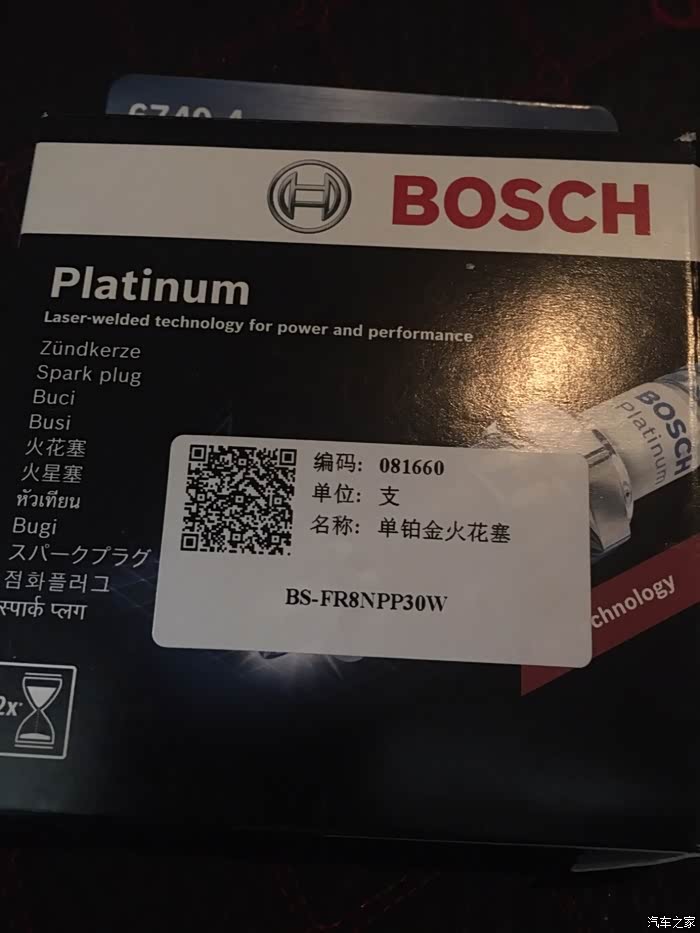 BOSCH
Platinum
Laser-welded technology for power and performance
Zündkerze
Spark plug
Buci
Busi
火花塞
火星塞
หัวเทียน
Bugi
スパークプラグ
점화플러그
स्पार्क प्लग
2x
BOSCH
Platinum
chnology
编码: 081660
单位: 支
名称: 单铂金火花塞
BS-FR8NPP30W
汽车之家